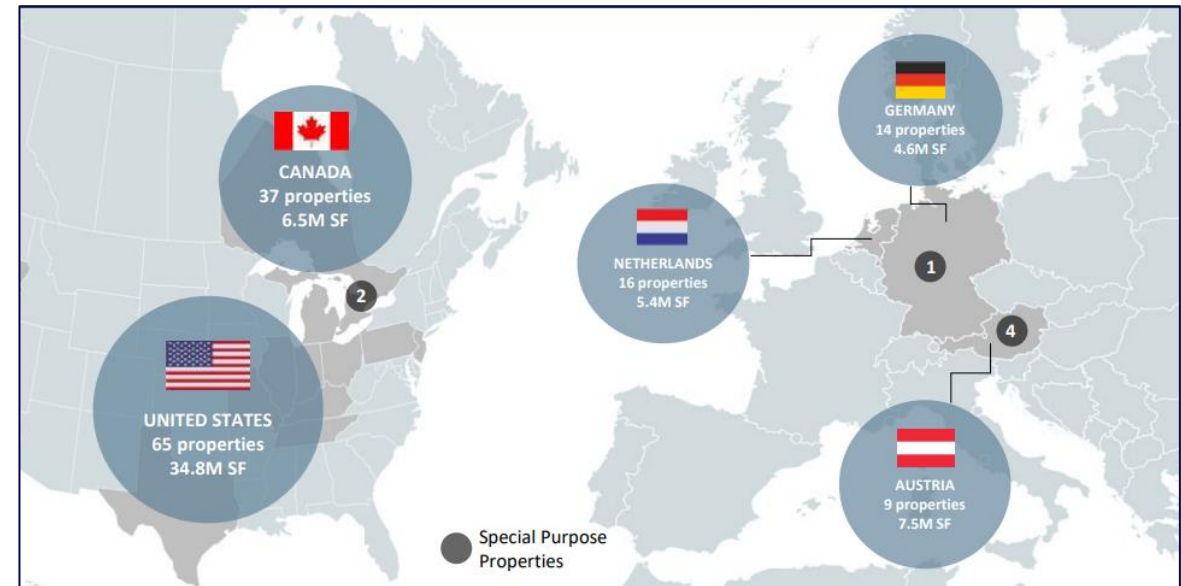 CANADA
37 properties
6.5M SF
2
UNITED STATES
65 properties
34.8M SF
GERMANY
14 properties
4.6M SF
NETHERLANDS
16 properties
5.4M SF
1
4
AUSTRIA
9 properties
7.5M SF
Special Purpose
Properties